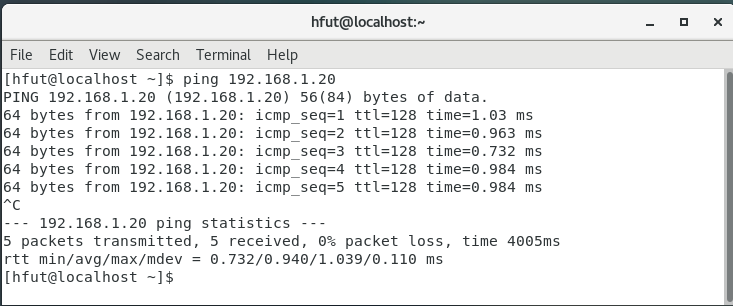 hfut@localhost:~
File Edit View Search Terminal Help
[hfut@localhost ~]$ ping 192.168.1.20
PING 192.168.1.20 (192.168.1.20) 56(84) bytes of data.
64 bytes from 192.168.1.20: icmp_seq=1 ttl=128 time=1.03 ms
64 bytes from 192.168.1.20: icmp_seq=2 ttl=128 time=0.963 ms
64 bytes from 192.168.1.20: icmp_seq=3 ttl=128 time=0.732 ms
64 bytes from 192.168.1.20: icmp_seq=4 ttl=128 time=0.984 ms
64 bytes from 192.168.1.20: icmp_seq=5 ttl=128 time=0.984 ms
^C
--- 192.168.1.20 ping statistics ---
5 packets transmitted, 5 received, 0% packet loss, time 4005ms
rtt min/avg/max/mdev = 0.732/0.940/1.039/0.110 ms
[hfut@localhost ~]$